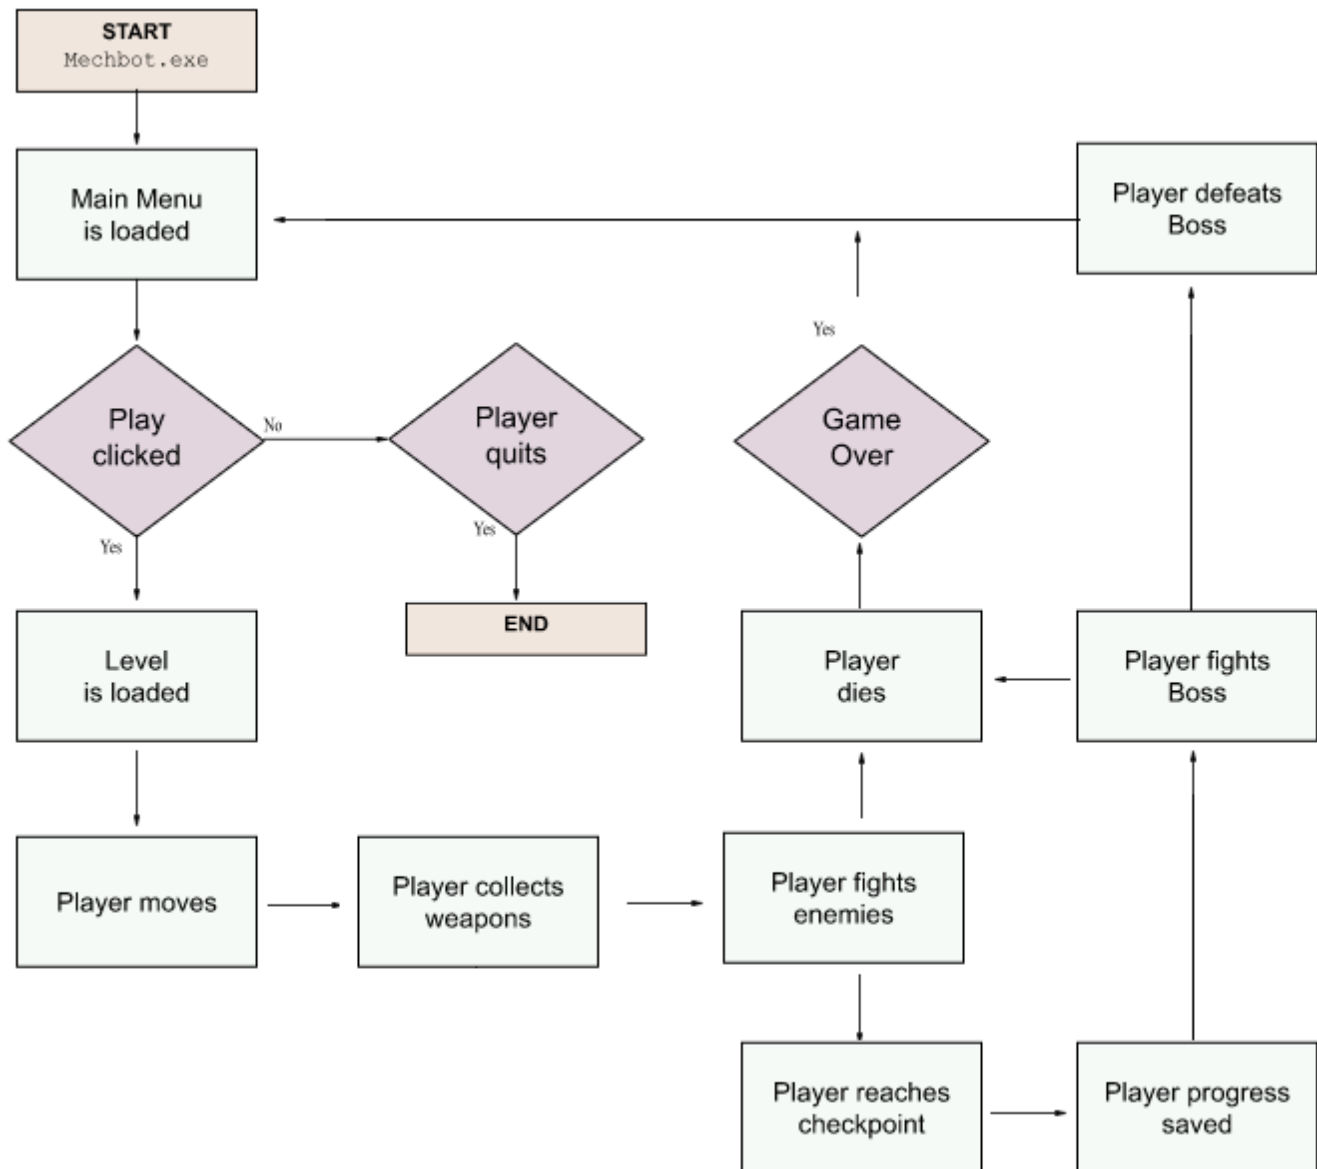 START
Mechbot.exe
Main Menu
is loaded
Player defeats
Boss
Yes
Play
clicked
No
Player
quits
Game
Over
Yes
Yes
END
Level
is loaded
Player
dies
Player fights
Boss
Player moves
Player collects
weapons
Player fights
enemies
Player reaches
checkpoint
Player progress
saved